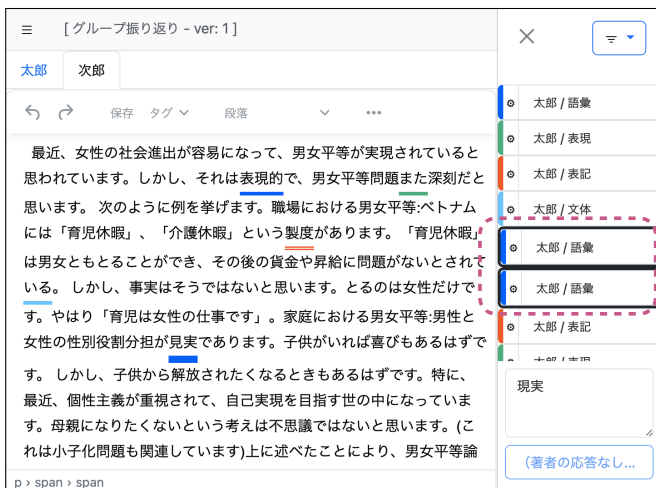 [ グループ振り返り - ver: 1 ]
太郎
次郎
保存 タグ 段落
最近、女性の社会進出が容易になって、男女平等が実現されていると
思われています。しかし、それは表現的で、男女平等問題また深刻だと
思います。 次のように例を挙げます。職場における男女平等:ベトナム
には「育児休暇」、「介護休暇」という製度があります。「育児休暇」
は男女ともとることができ、その後の貨金や昇給に問題がないとされて
いる。 しかし、事実はそうではないと思います。とるのは女性だけで
す。やはり「育児は女性の仕事です」。家庭における男女平等:男性と
女性の性別役割分担が見実であります。子供がいれば喜びもあるはずで
す。 しかし、子供から解放されたくなるときもあるはずです。特に、
最近、個性主義が重視されて、自己実現を目指す世の中になっていま
す。母親になりたくないという考えは不思議ではないと思います。(こ
れは小子化問題も関連しています)上に述べたことにより、男女平等論
p › span › span
太郎 / 語彙
太郎 / 表現
太郎 / 表記
太郎 / 文体
太郎 / 語彙
太郎 / 語彙
太郎 / 表記
太郎 / 表現
現実
(著者の応答なし...